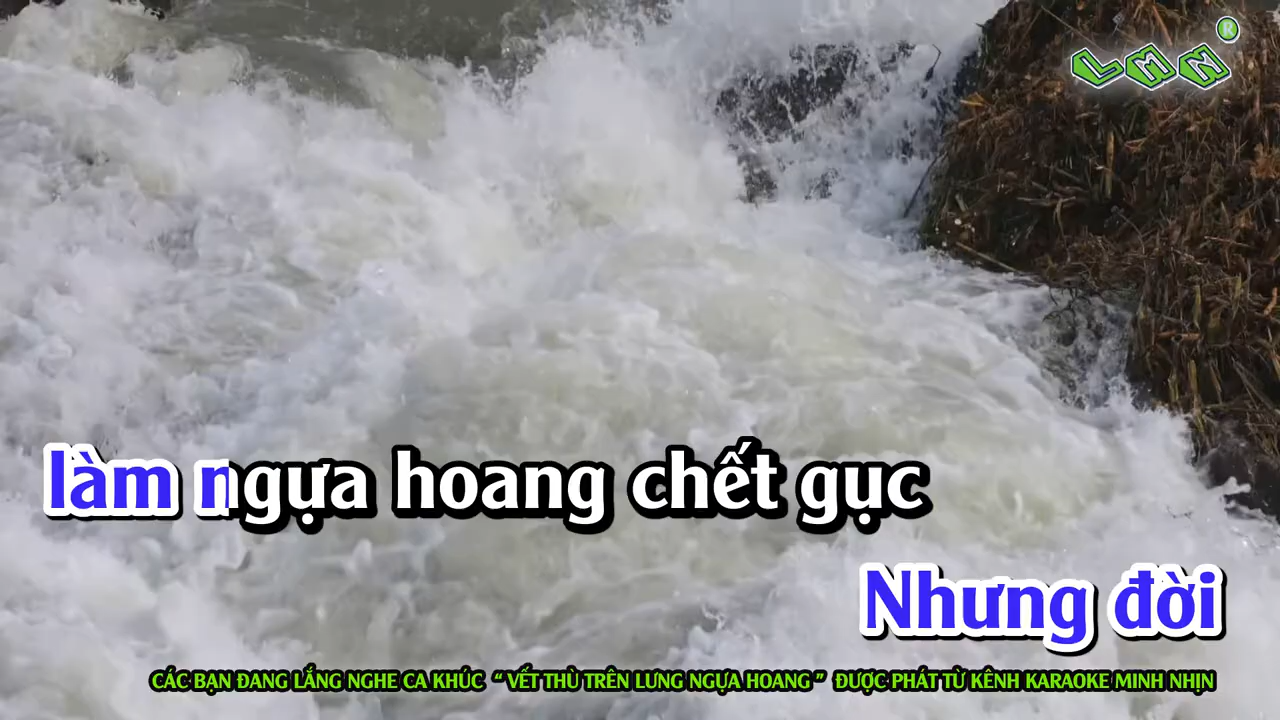 LMN ®
làm ngựa hoang chết gục
Nhưng đời
CÁC BẠN ĐANG LẮNG NGHE CA KHÚC “ VẾT THÙ TRÊN LƯNG NGỰA HOANG ” ĐƯỢC PHÁT TỪ KÊNH KARAOKE MINH NHỊN